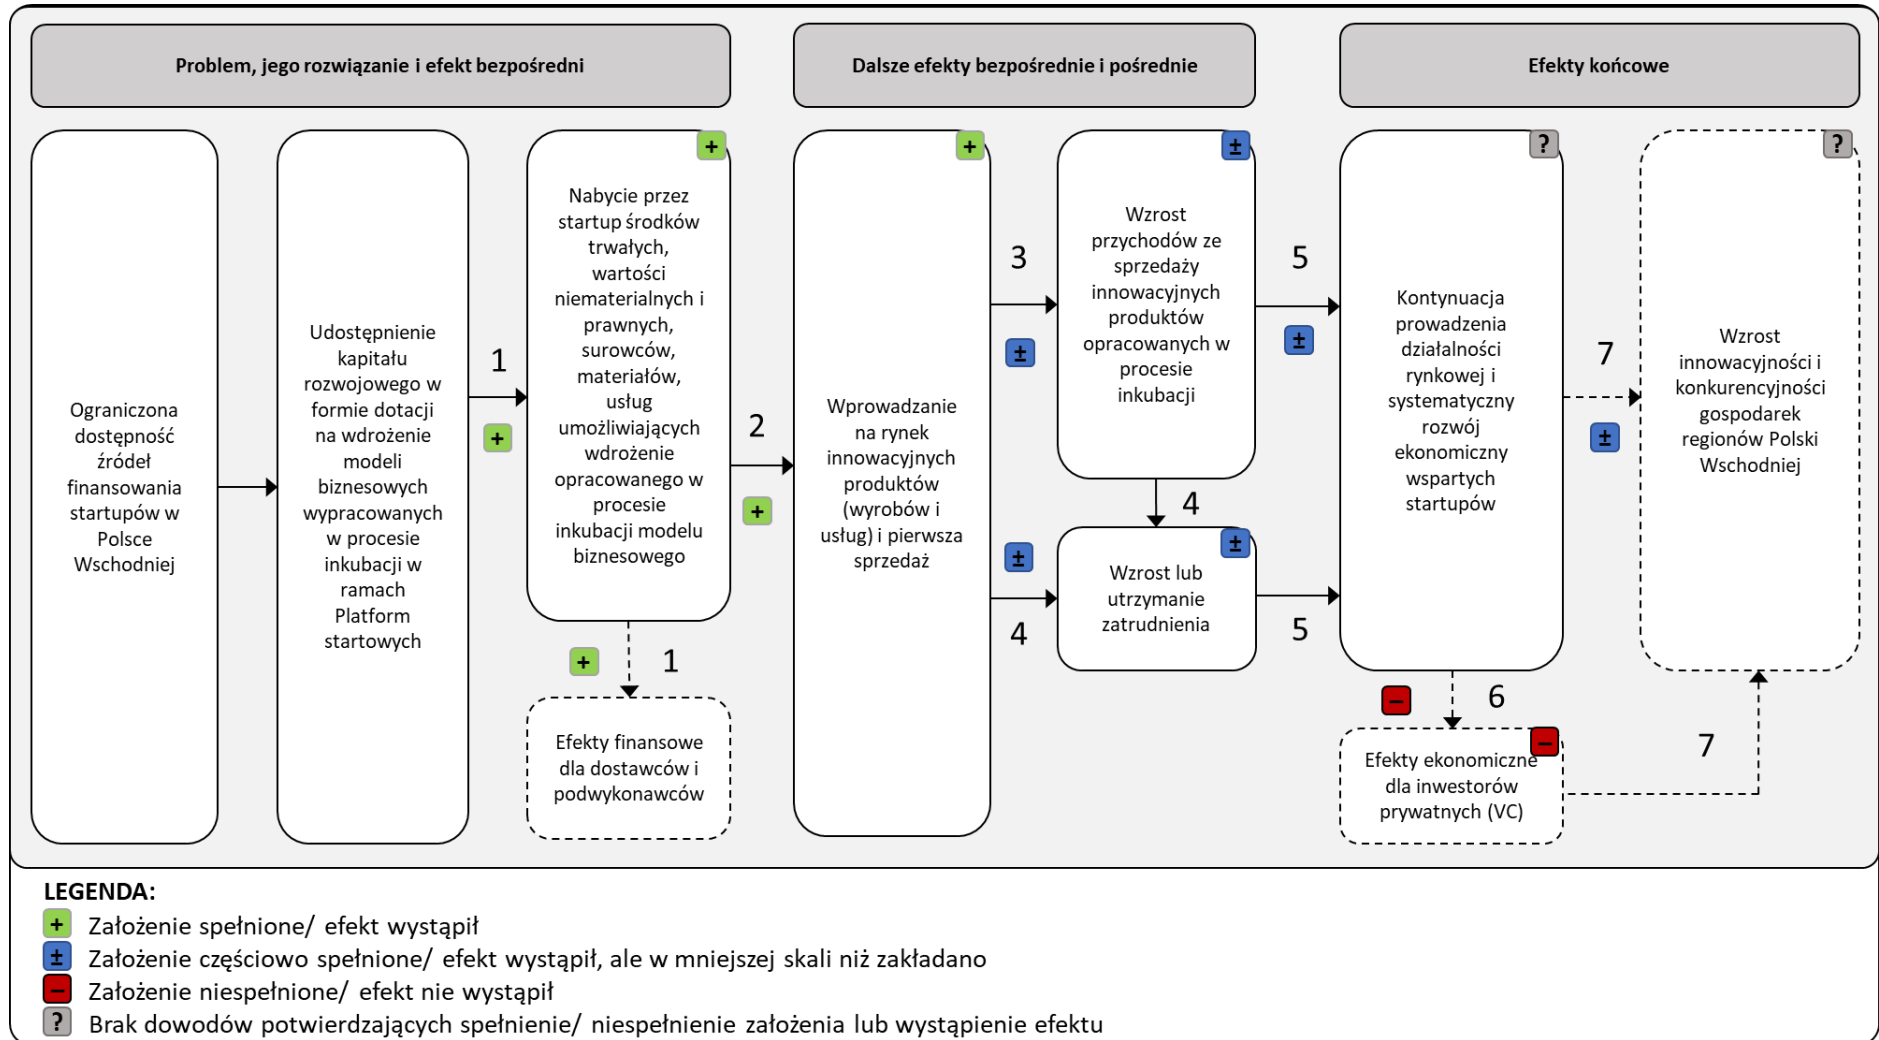 Problem, jego rozwiązanie i efekt bezpośredni
Dalsze efekty bezpośrednie i pośrednie
Efekty końcowe
Ograniczona
dostępność
źródeł
finansowania
startupów w
Polsce
Wschodniej
Udostępnienie
kapitału
rozwojowego w
formie dotacji
na wdrożenie
modeli
biznesowych
wypracowanych
w procesie
inkubacji w
ramach
Platform
startowych
1
+
+
Nabycie przez
startup środków
trwałych,
wartości
niematerialnych i
prawnych,
surowców,
materiałów,
usług
umożliwiających
wdrożenie
opracowanego w
procesie
inkubacji modelu
biznesowego
+
1
Efekty finansowe
dla dostawców i
podwykonawców
2
+
+
Wprowadzanie
na rynek
innowacyjnych
produktów
(wyrobów i
usług) i pierwsza
sprzedaż
3
±
±
4
±
Wzrost
przychodów ze
sprzedaży
innowacyjnych
produktów
opracowanych w
procesie
inkubacji
4
±
Wzrost lub
utrzymanie
zatrudnienia
5
±
5
?
Kontynuacja
prowadzenia
działalności
rynkowej i
systematyczny
rozwój
ekonomiczny
wspartych
startupów
–
6
–
Efekty ekonomiczne
dla inwestorów
prywatnych (VC)
7
±
7
?
Wzrost
innowacyjności i
konkurencyjności
gospodarek
regionów Polski
Wschodniej
LEGENDA:
+ Założenie spełnione/ efekt wystąpił
± Założenie częściowo spełnione/ efekt wystąpił, ale w mniejszej skali niż zakładano
– Założenie niespełnione/ efekt nie wystąpił
? Brak dowodów potwierdzających spełnienie/ niespełnienie założenia lub wystąpienie efektu